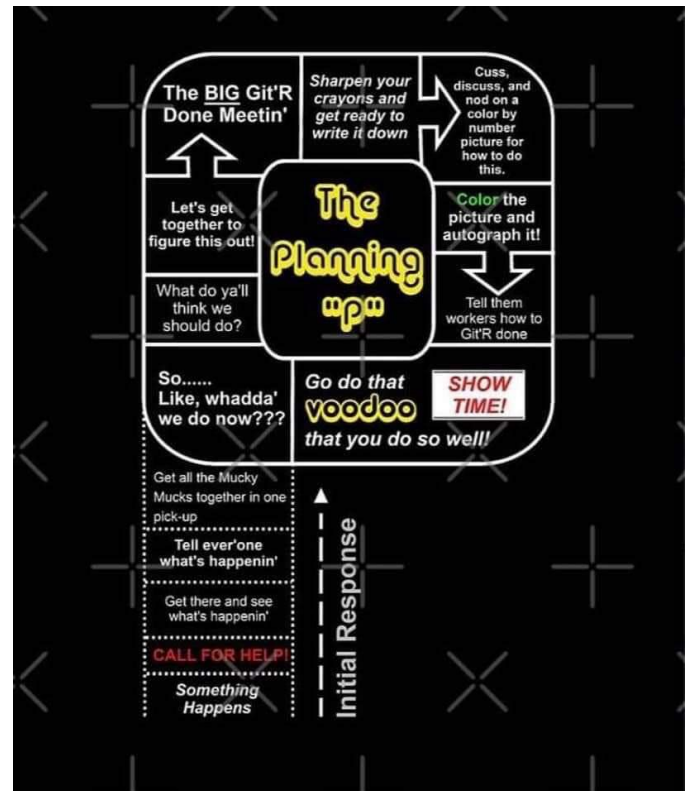 The BIG Git'R
Done Meetin'
Sharpen your
crayons and
get ready to
write it down
Cuss,
discuss, and
nod on a
color by
number
picture for
how to do
this.
Let's get
together to
figure this out!
The
Planning
"P"
Color the
picture and
autograph it!
What do ya'll
think we
should do?
Tell them
workers how to
Git'R done
So......
Like, whadda'
we do now???
Go do that
voodoo
that you do so well!
SHOW
TIME!
Get all the Mucky
Mucks together in one
pick-up
Tell ever'one
what's happenin'
Get there and see
what's happenin'
CALL FOR HELP!
Something
Happens
Initial Response